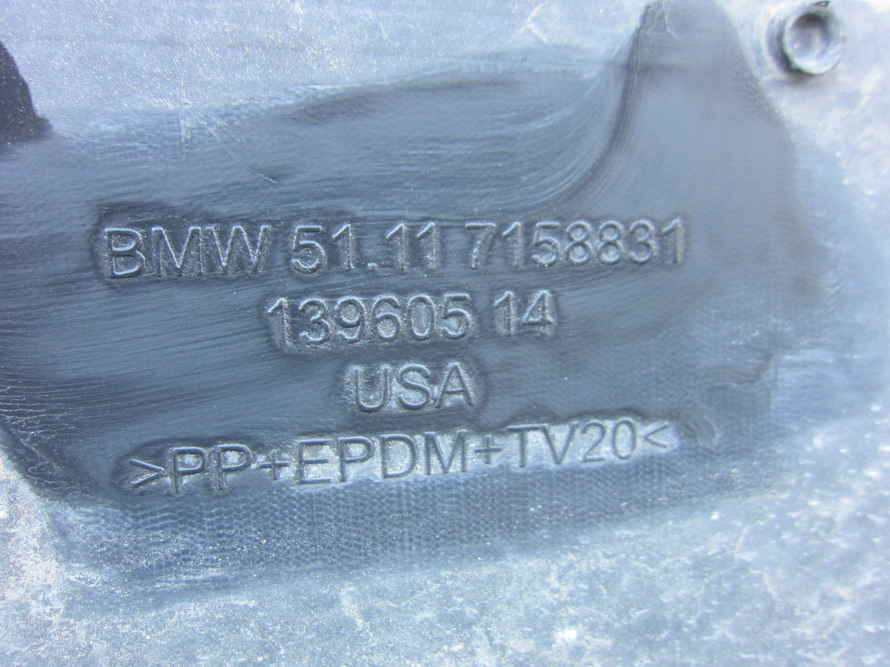 BMW 51.11 7158831
139605 14
USA
>PP+EPDM+TV20<